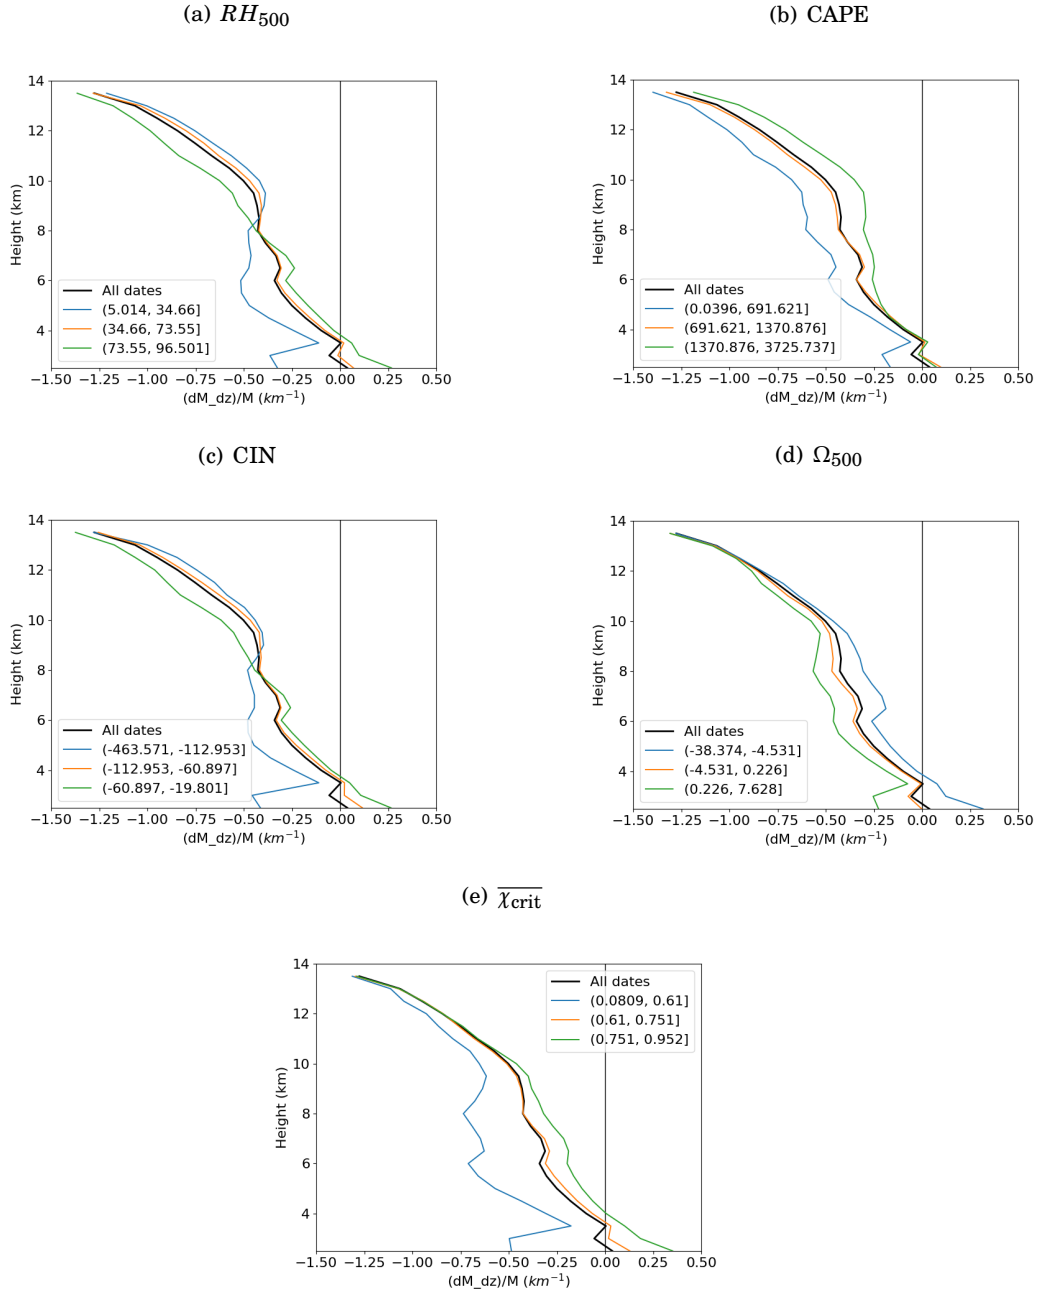 (a) RH500
14
12
10
8
6
4
Height (km)
All dates
(5.014, 34.66]
(34.66, 73.55]
(73.55, 96.501]
−1.50 −1.25 −1.00 −0.75 −0.50 −0.25 0.00 0.25 0.50
(dM_dz)/M (km⁻¹)
(b) CAPE
14
12
10
8
6
4
Height (km)
All dates
(0.0396, 691.621]
(691.621, 1370.876]
(1370.876, 3725.737]
−1.50 −1.25 −1.00 −0.75 −0.50 −0.25 0.00 0.25 0.50
(dM_dz)/M (km⁻¹)
(c) CIN
14
12
10
8
6
4
Height (km)
All dates
(-463.571, -112.953]
(-112.953, -60.897]
(-60.897, -19.801]
−1.50 −1.25 −1.00 −0.75 −0.50 −0.25 0.00 0.25 0.50
(dM_dz)/M (km⁻¹)
(d) Ω500
14
12
10
8
6
4
Height (km)
All dates
(-38.374, -4.531]
(-4.531, 0.226]
(0.226, 7.628]
−1.50 −1.25 −1.00 −0.75 −0.50 −0.25 0.00 0.25 0.50
(dM_dz)/M (km⁻¹)
(e) χcrit
14
12
10
8
6
4
Height (km)
All dates
(0.0809, 0.61]
(0.61, 0.751]
(0.751, 0.952]
−1.50 −1.25 −1.00 −0.75 −0.50 −0.25 0.00 0.25 0.50
(dM_dz)/M (km⁻¹)